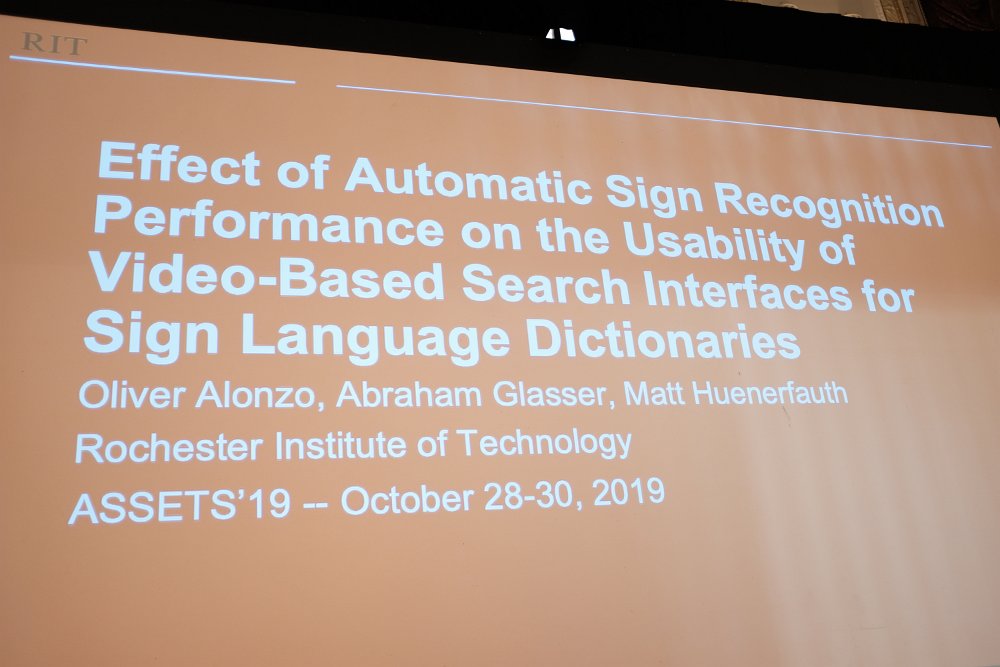 RIT
Effect of Automatic Sign Recognition
Performance on the Usability of
Video-Based Search Interfaces for
Sign Language Dictionaries
Oliver Alonzo, Abraham Glasser, Matt Huenerfauth
Rochester Institute of Technology
ASSETS’19 -- October 28-30, 2019